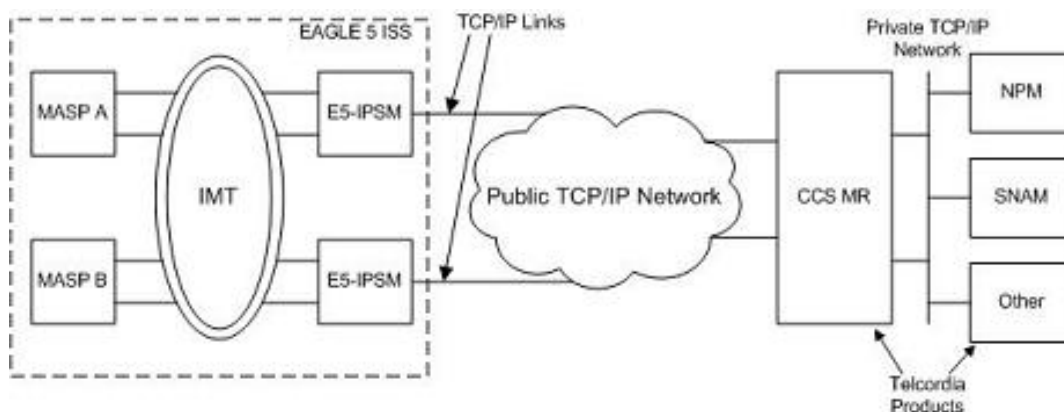 EAGLE 5 ISS
TCP/IP Links
Private TCP/IP
Network
MASP A
E5-IPSM
NPM
IMT
Public TCP/IP Network
CCS MR
SNAM
MASP B
E5-IPSM
Other
Telcordia
Products